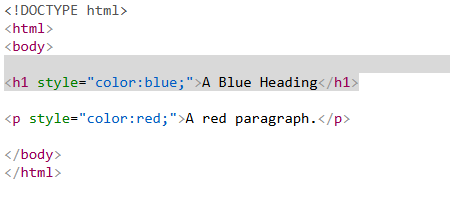 <!DOCTYPE html>
<html>
<body>
<h1 style="color:blue;">A Blue Heading</h1>
<p style="color:red;">A red paragraph.</p>
</body>
</html>